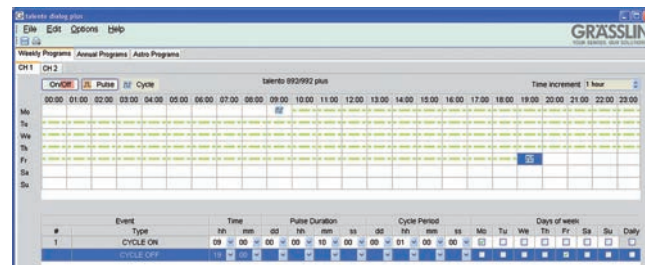 talento dialog plus
File Edit Options Help
GRÄSSLIN
Weekly Programs Annual Programs Astro Programs
CH 1 CH 2
On/Off Pulse Cycle talento 892/992 plus Time increment 1 hour
00:00 01:00 02:00 03:00 04:00 05:00 06:00 07:00 08:00 09:00 10:00 11:00 12:00 13:00 14:00 15:00 16:00 17:00 18:00 19:00 20:00 21:00 22:00 23:00
Mo
Tu
We
Th
Fr
Sa
Su
Event Time Pulse Duration Cycle Period Days of week
# Type hh mm dd hh mm ss dd hh mm ss Mo Tu We Th Fr Sa Su Daily
1 CYCLE ON 09 00 00 00 10 00 00 01 00 00
CYCLE OFF 19 00